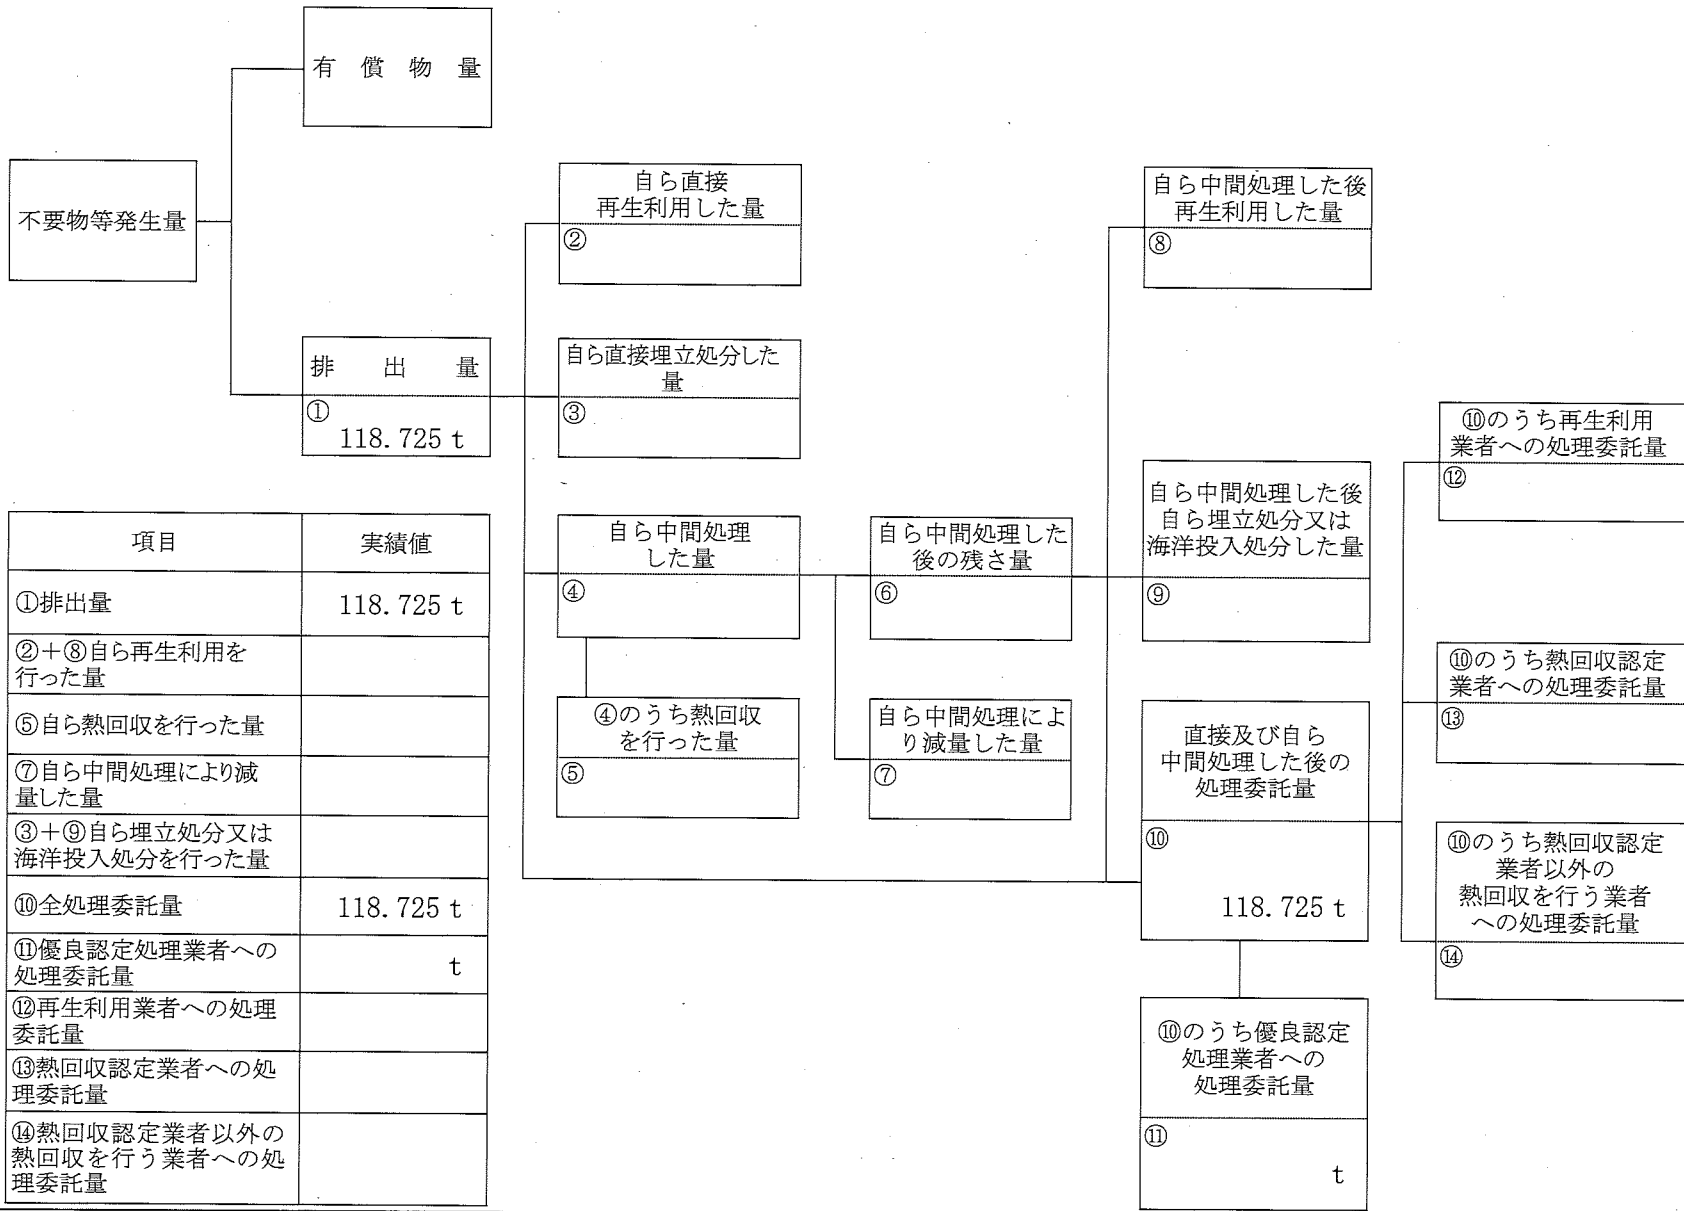 有償物量
不要物等発生量
排出量
①
118.725 t
自ら直接
再生利用した量
②
自ら直接埋立処分した
量
③
自ら中間処理
した量
④
④のうち熱回収
を行った量
⑤
自ら中間処理した
後の残さ量
⑥
自ら中間処理によ
り減量した量
⑦
自ら中間処理した後
再生利用した量
⑧
自ら中間処理した後
自ら埋立処分又は
海洋投入処分した量
⑨
直接及び自ら
中間処理した後の
処理委託量
⑩
118.725 t
⑩のうち優良認定
処理業者への
処理委託量
⑪
t
⑩のうち再生利用
業者への処理委託量
⑫
⑩のうち熱回収認定
業者への処理委託量
⑬
⑩のうち熱回収認定
業者以外の
熱回収を行う業者
への処理委託量
⑭
項目 実績値
①排出量 118.725 t
②+⑧自ら再生利用を
行った量
⑤自ら熱回収を行った量
⑦自ら中間処理により減
量した量
③+⑨自ら埋立処分又は
海洋投入処分を行った量
⑩全処理委託量 118.725 t
⑪優良認定処理業者への
処理委託量 t
⑫再生利用業者への処理
委託量
⑬熱回収認定業者への処
理委託量
⑭熱回収認定業者以外の
熱回収を行う業者への処
理委託量